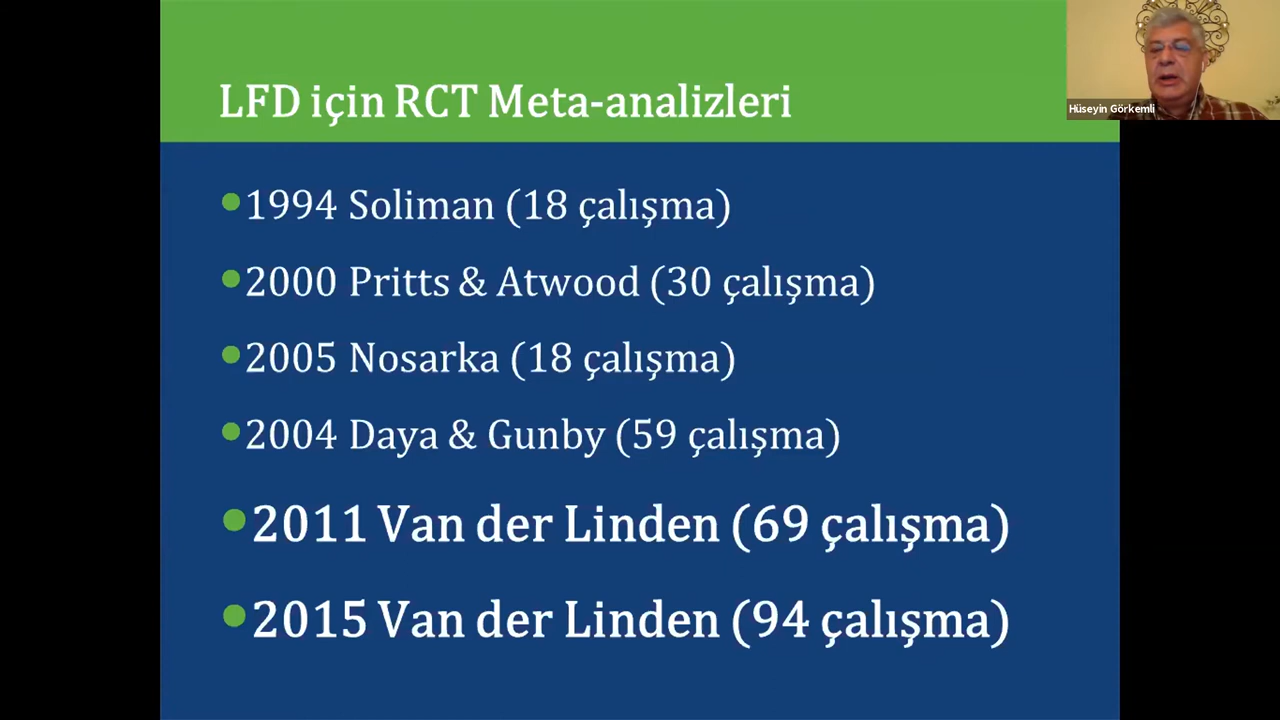 LFD için RCT Meta-analizleri
Hüseyin Görkemli
1994 Soliman (18 çalışma)
2000 Pritts & Atwood (30 çalışma)
2005 Nosarka (18 çalışma)
2004 Daya & Gunby (59 çalışma)
2011 Van der Linden (69 çalışma)
2015 Van der Linden (94 çalışma)